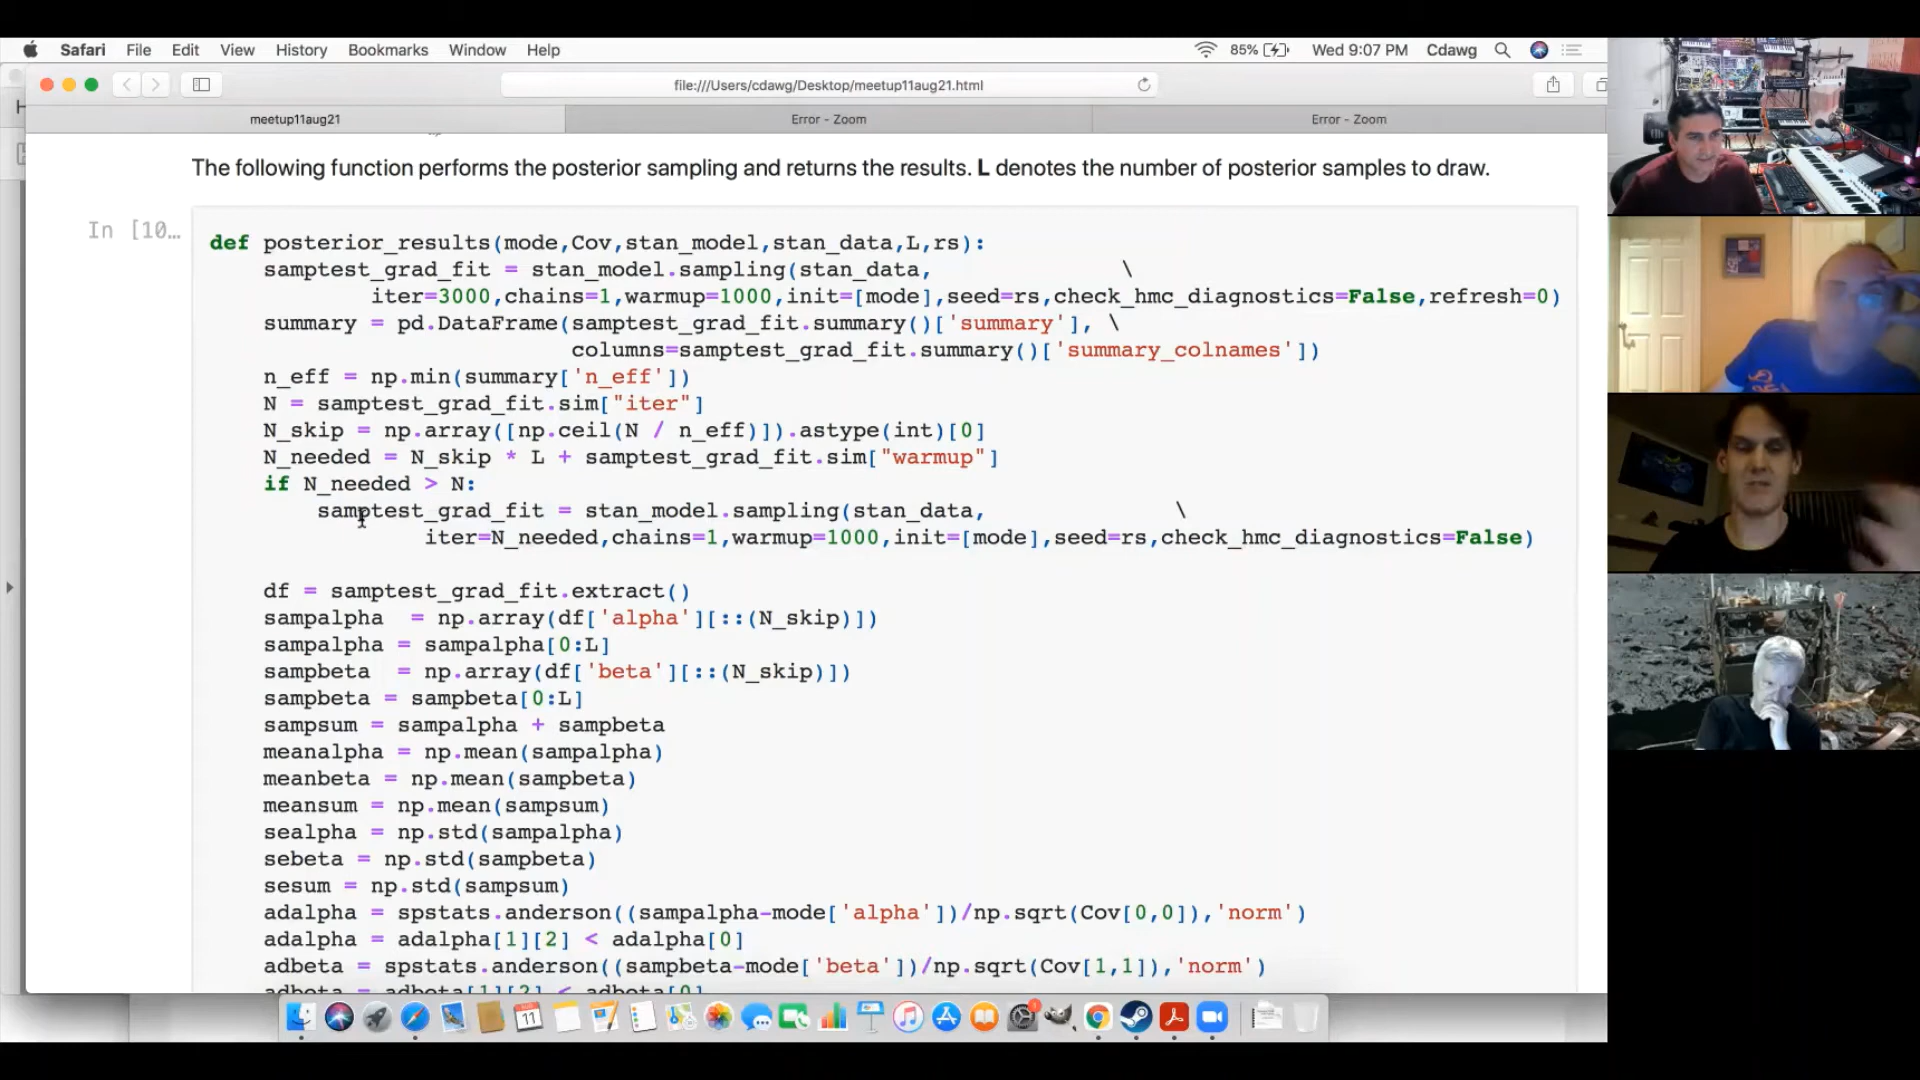 Safari File Edit View History Bookmarks Window Help 85% Wed 9:07 PM Cdawg
file:///Users/cdawg/Desktop/meetup11aug21.html
meetup11aug21 Error - Zoom Error - Zoom
The following function performs the posterior sampling and returns the results. L denotes the number of posterior samples to draw.
In [10…
def posterior_results(mode,Cov,stan_model,stan_data,L,rs):
samptest_grad_fit = stan_model.sampling(stan_data, \
iter=3000,chains=1,warmup=1000,init=[mode],seed=rs,check_hmc_diagnostics=False,refresh=0)
summary = pd.DataFrame(samptest_grad_fit.summary()['summary'], \
columns=samptest_grad_fit.summary()['summary_colnames'])
n_eff = np.min(summary['n_eff'])
N = samptest_grad_fit.sim["iter"]
N_skip = np.array([np.ceil(N / n_eff)]).astype(int)[0]
N_needed = N_skip * L + samptest_grad_fit.sim["warmup"]
if N_needed > N:
samptest_grad_fit = stan_model.sampling(stan_data, \
iter=N_needed,chains=1,warmup=1000,init=[mode],seed=rs,check_hmc_diagnostics=False)
df = samptest_grad_fit.extract()
sampalpha = np.array(df['alpha'][::(N_skip)])
sampalpha = sampalpha[0:L]
sampbeta = np.array(df['beta'][::(N_skip)])
sampbeta = sampbeta[0:L]
sampsum = sampalpha + sampbeta
meanalpha = np.mean(sampalpha)
meanbeta = np.mean(sampbeta)
meansum = np.mean(sampsum)
sealpha = np.std(sampalpha)
sebeta = np.std(sampbeta)
sesum = np.std(sampsum)
adalpha = spstats.anderson((sampalpha-mode['alpha'])/np.sqrt(Cov[0,0]),'norm')
adalpha = adalpha[1][2] < adalpha[0]
adbeta = spstats.anderson((sampbeta-mode['beta'])/np.sqrt(Cov[1,1]),'norm')
adbeta = adbeta[1][2] < adbeta[0]
11